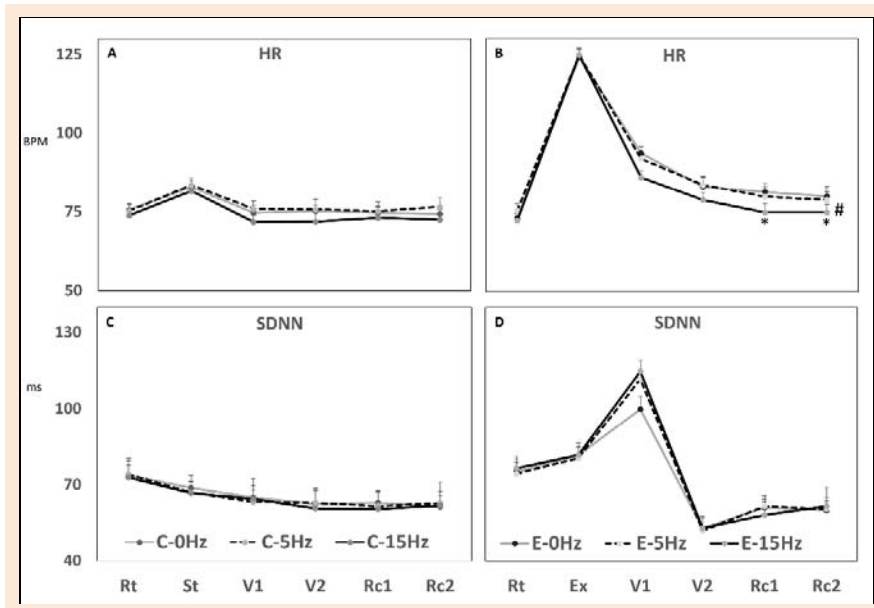 A HR
B HR
125
100
BPM
75
50
#
* *
C SDNN
D SDNN
130
ms
100
70
40
C-0Hz C-5Hz C-15Hz
E-0Hz E-5Hz E-15Hz
Rt St V1 V2 Rc1 Rc2
Rt Ex V1 V2 Rc1 Rc2